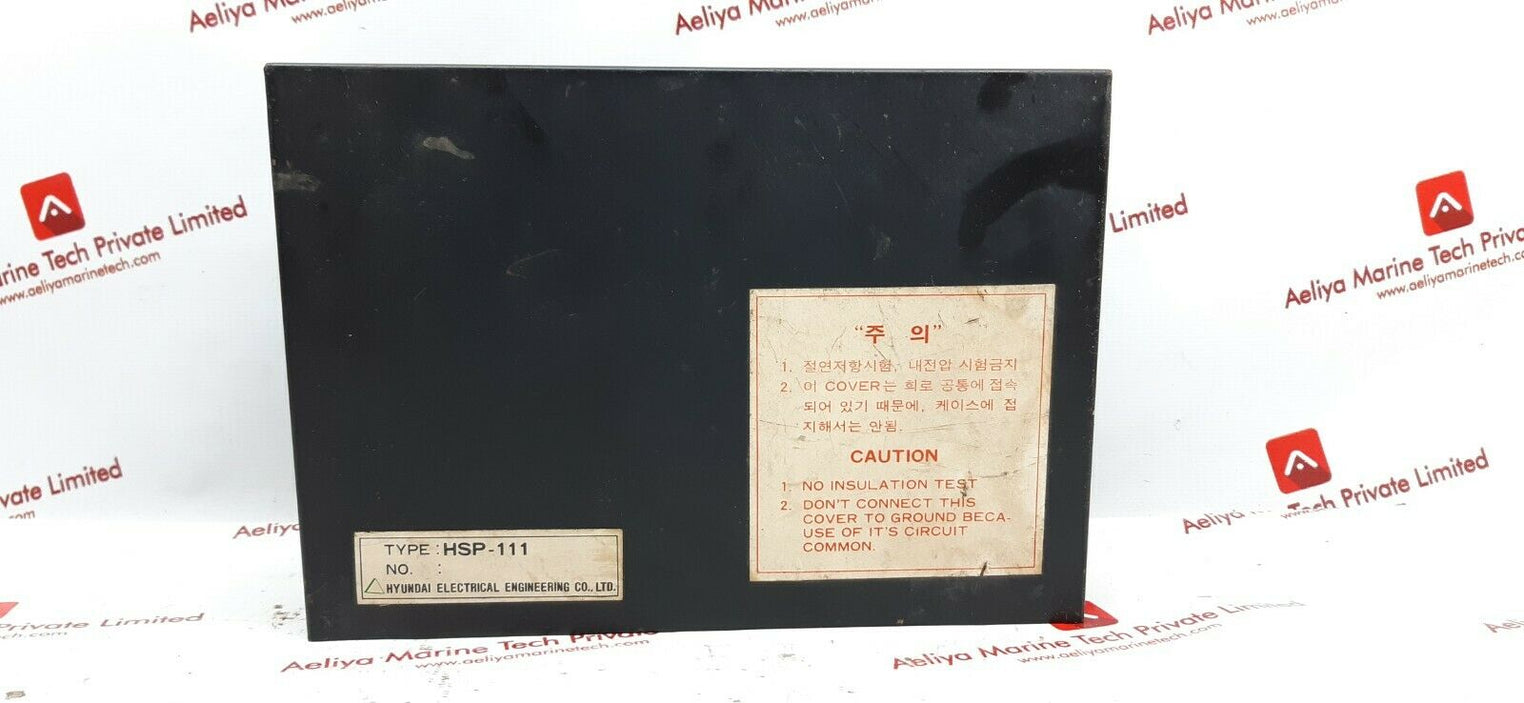 Aeliya Marine Tech Private Limited
www.aeliyamarinetech.com
"주 의"
1. 절연저항시험, 내전압 시험금지
2. 이 COVER는 회로 공통에 접속
되어 있기 때문에, 케이스에 접
지해서는 안됨.
CAUTION
1. NO INSULATION TEST
2. DON'T CONNECT THIS
COVER TO GROUND BECA-
USE OF IT'S CIRCUIT
COMMON.
TYPE : HSP-111
NO. :
HYUNDAI ELECTRICAL ENGINEERING CO., LTD.